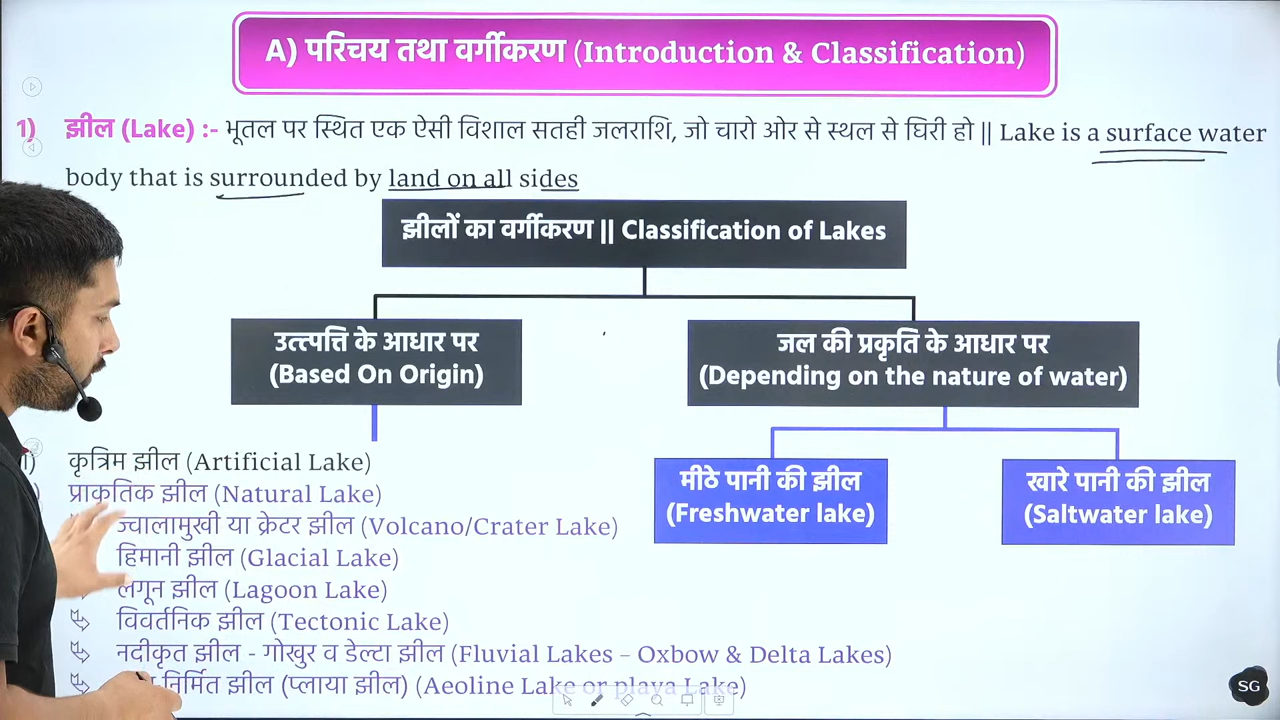 A) परिचय तथा वर्गीकरण (Introduction & Classification)
1) झील (Lake) :- भूतल पर स्थित एक ऐसी विशाल सतही जलराशि, जो चारो ओर से स्थल से घिरी हो || Lake is a surface water
body that is surrounded by land on all sides
झीलों का वर्गीकरण || Classification of Lakes
उत्पत्ति के आधार पर
(Based On Origin)
जल की प्रकृति के आधार पर
(Depending on the nature of water)
कृत्रिम झील (Artificial Lake)
प्राकृतिक झील (Natural Lake)
ज्वालामुखी या क्रेटर झील (Volcano/Crater Lake)
हिमानी झील (Glacial Lake)
लगून झील (Lagoon Lake)
विवर्तनिक झील (Tectonic Lake)
नदीकृत झील - गोखुर व डेल्टा झील (Fluvial Lakes – Oxbow & Delta Lakes)
निर्मित झील (प्लाया झील) (Aeoline Lake or playa Lake)
मीठे पानी की झील
(Freshwater lake)
खारे पानी की झील
(Saltwater lake)
SG